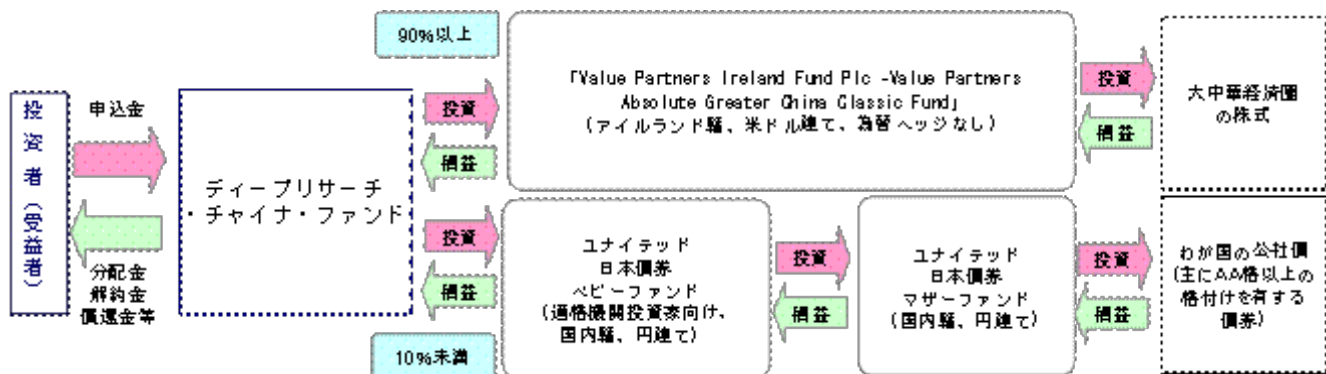 投資者(受益者)
申込金
分配金
解約金
償還金等
ディープリサーチ
・チャイナ・ファンド
90%以上
投資
損益
「Value Partners Ireland Fund Plc -Value Partners
Absolute Greater China Classic Fund」
(アイルランド籍、米ドル建て、為替ヘッジなし)
投資
損益
大中華経済圏
の株式
投資
損益
10%未満
ユナイテッド
日本債券
ベビーファンド
(適格機関投資家向け、
国内籍、円建て)
投資
損益
ユナイテッド
日本債券
マザーファンド
(国内籍、円建て)
投資
損益
わが国の公社債
(主にAA格以上の
格付けを有する
債券)